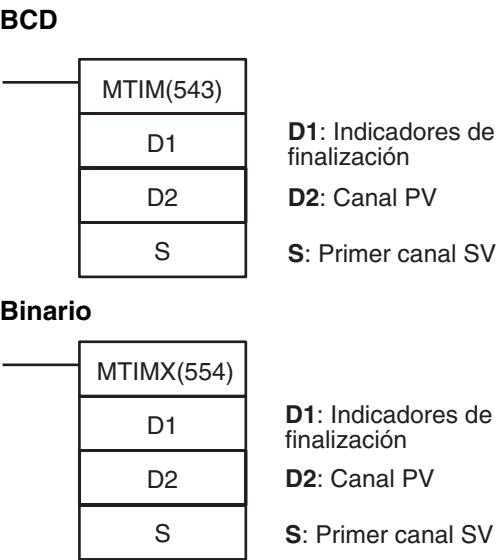 BCD
MTIM(543)
D1
D1: Indicadores de
finalización
D2
D2: Canal PV
S
S: Primer canal SV
Binario
MTIMX(554)
D1
D1: Indicadores de
finalización
D2
D2: Canal PV
S
S: Primer canal SV